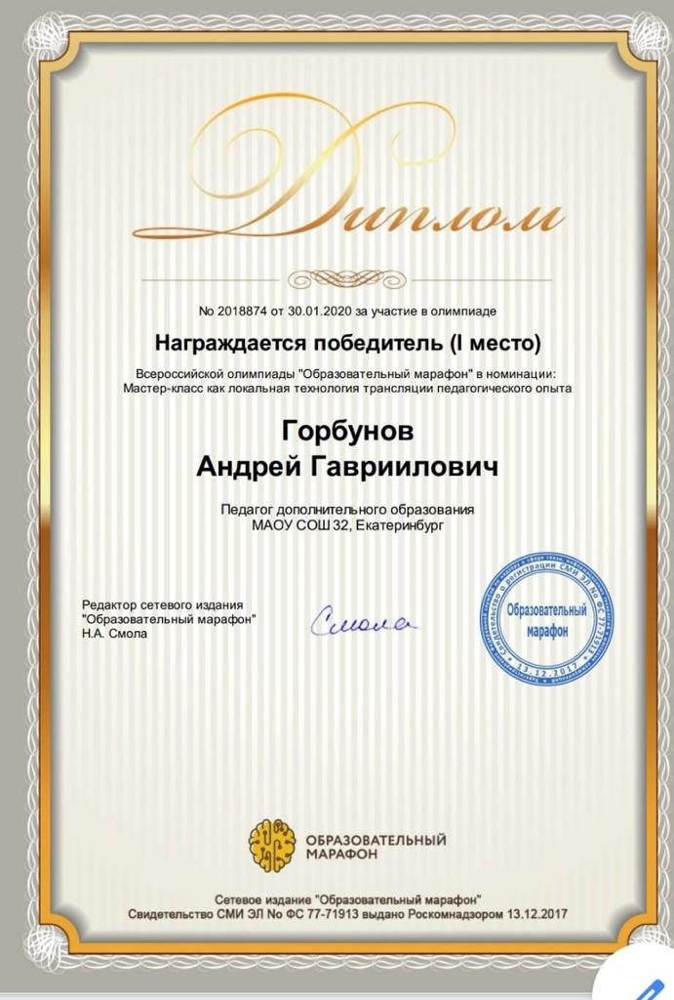 Диплом
No 2018874 от 30.01.2020 за участие в олимпиаде
Награждается победитель (I место)
Всероссийской олимпиады "Образовательный марафон" в номинации:
Мастер-класс как локальная технология трансляции педагогического опыта
Горбунов
Андрей Гавриилович
Педагог дополнительного образования
МАОУ СОШ 32, Екатеринбург
Редактор сетевого издания
"Образовательный марафон"
Н.А. Смола
Смола
Свидетельство о регистрации СМИ ЭЛ No ФС 77-71913
Образовательный
марафон
13.12.2017
ОБРАЗОВАТЕЛЬНЫЙ
МАРАФОН
Сетевое издание "Образовательный марафон"
Свидетельство СМИ ЭЛ No ФС 77-71913 выдано Роскомнадзором 13.12.2017